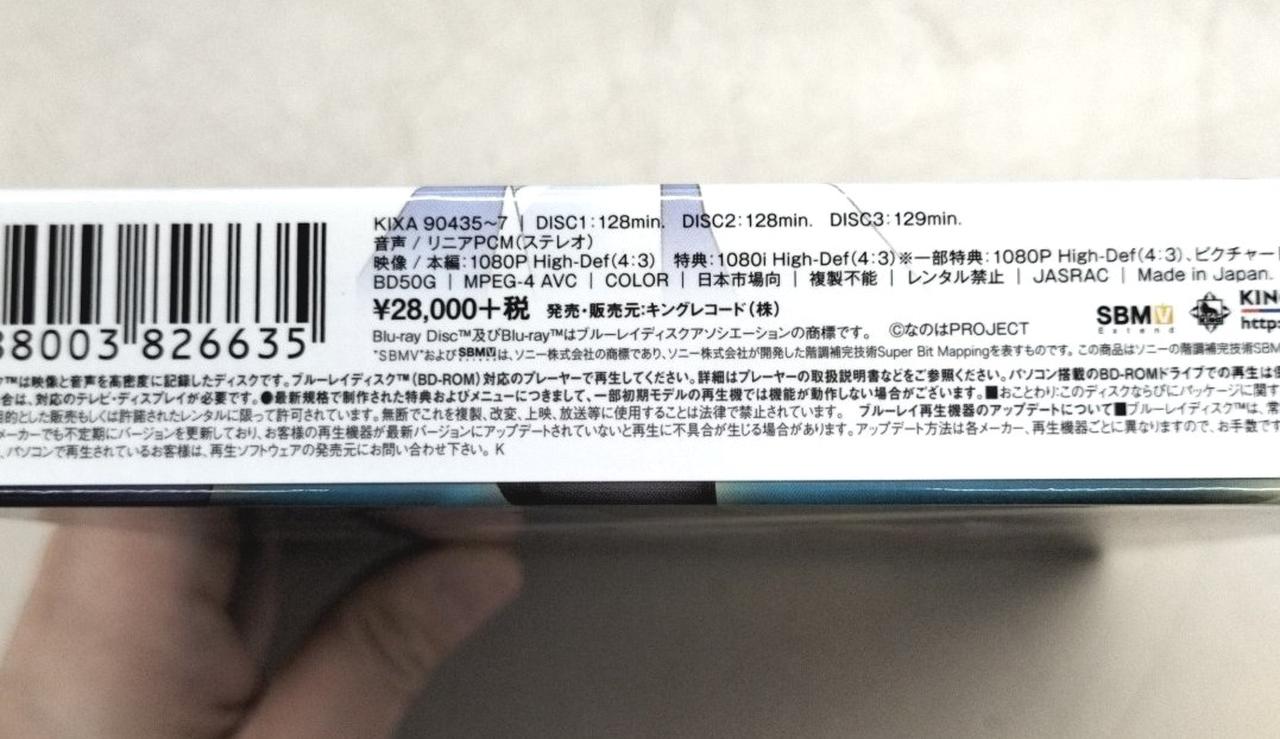 KIXA 90435~7 | DISC1:128min. DISC2:128min. DISC3:129min.
音声 / リニアPCM(ステレオ)
映像 / 本編:1080P High-Def(4:3) 特典:1080i High-Def(4:3)※一部特典:1080P High-Def(4:3)、ピクチャー
BD50G | MPEG-4 AVC | COLOR | 日本市場向 | 複製不能 | レンタル禁止 | JASRAC | Made in Japan.
¥28,000+税 発売・販売元:キングレコード(株)
Blu-ray Disc™及びBlu-ray™はブルーレイディスクアソシエーションの商標です。 ©なのはPROJECT
SBMV Extend
KIN
http
88003 826635
"SBMV"およびSBMVは、ソニー株式会社の商標であり、ソニー株式会社が開発した階調補完技術Super Bit Mappingを表すものです。この商品はソニーの階調補完技術SBM
™は映像と音声を高密度に記録したディスクです。ブルーレイディスク™(BD-ROM)対応のプレーヤーで再生してください。詳細はプレーヤーの取扱説明書などをご参照ください。パソコン搭載のBD-ROMドライブでの再生は
会は、対応のテレビ・ディスプレイが必要です。●最新規格で制作された特典およびメニューにつきまして、一部初期モデルの再生機では機能が動作しない場合がございます。■おことわり:このディスクならびにパッケージに関す
目的とした販売もしくは許諾されたレンタルに限って許可されています。無断でこれを複製、改変、上映、放送等に使用することは法律で禁止されています。 ブルーレイ再生機器のアップデートについて■ブルーレイディスク™は、常
メーカーでも不定期にバージョンを更新しており、お客様の再生機器が最新バージョンにアップデートされていないと再生に不具合が生じる場合があります。アップデート方法は各メーカー、再生機器ごとに異なりますので、お手数です
、パソコンで再生されているお客様は、再生ソフトウェアの発売元にお問い合わせ下さい。K